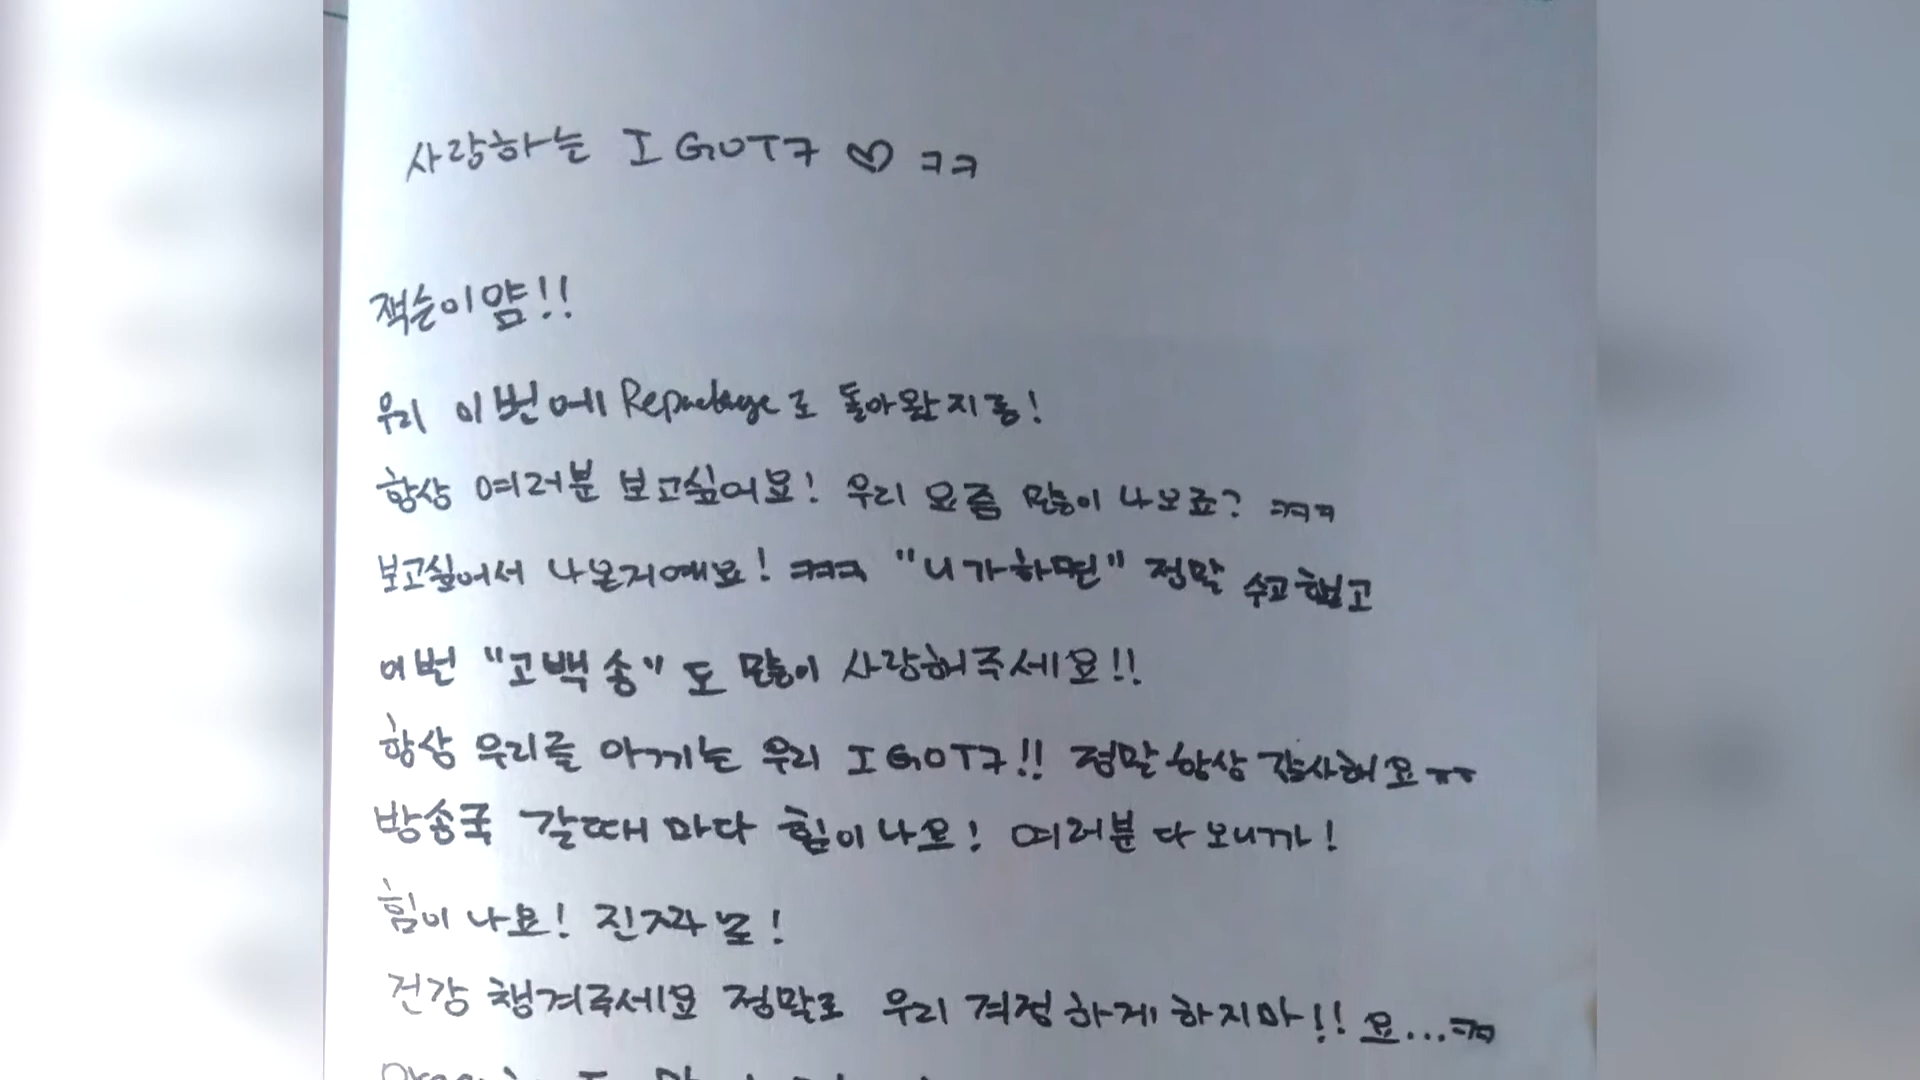 사랑하는 I GOT7 ♡ ㅋㅋ
잭슨이얌!!
우리 이번에 Repackage로 돌아왔지롱!
항상 여러분 보고싶어요! 우리 요즘 많이 나오죠? ㅋㅋㅋ
보고싶어서 나온거예요! ㅋㅋㅋ "니가하면" 정말 수고했고
이번 "고백송"도 많이 사랑해주세요!!
항상 우리를 아끼는 우리 I GOT7!! 정말 항상 감사해요 ㅠㅠ
방송국 갈때 마다 힘이 나요! 여러분 다 보니까!
힘이 나요! 진짜로!
건강 챙겨주세요 정말로 우리 걱정하게 하지마!! 요...ㅋㅋ